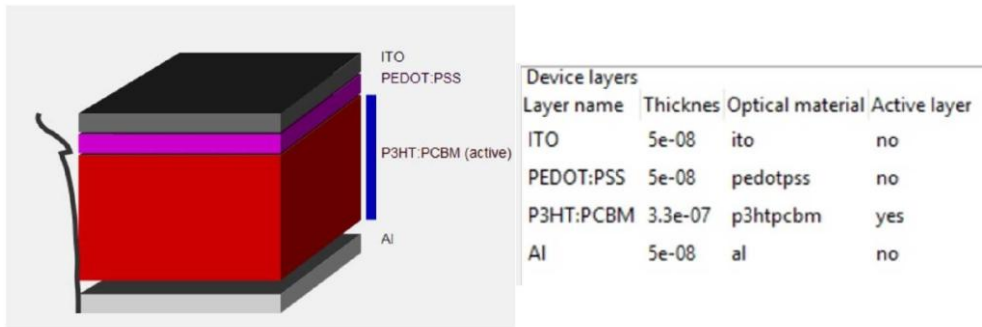 ITO
PEDOT:PSS
P3HT:PCBM (active)
Al
Device layers
Layer name Thicknes Optical material Active layer
ITO 5e-08 ito no
PEDOT:PSS 5e-08 pedotpss no
P3HT:PCBM 3.3e-07 p3htpcbm yes
Al 5e-08 al no